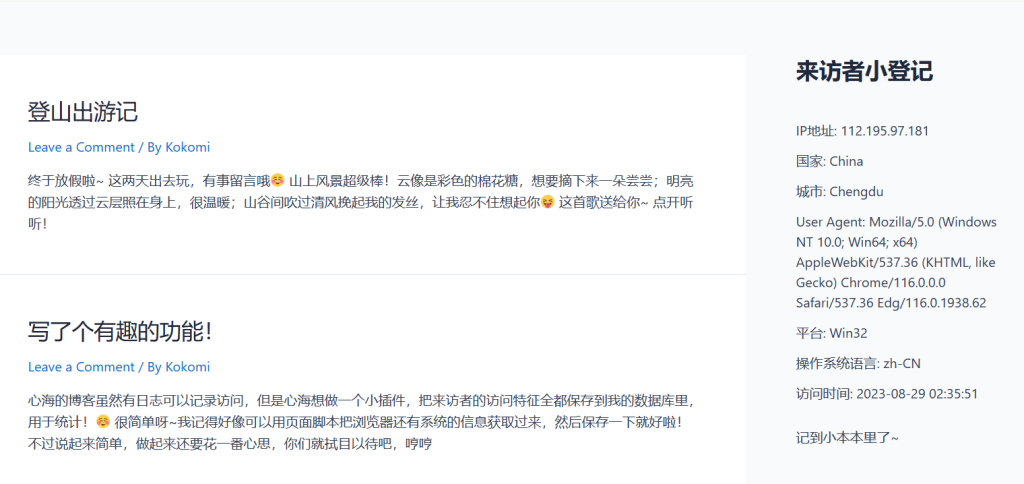 登山出游记
Leave a Comment / By Kokomi
终于放假啦~ 这两天出去玩，有事留言哦☺️ 山上风景超级棒！云像是彩色的棉花糖，想要摘下来一朵尝尝；明亮
的阳光透过云层照在身上，很温暖；山谷间吹过清风挽起我的发丝，让我忍不住想起你😝 这首歌送给你~ 点开听
听！
写了个有趣的功能！
Leave a Comment / By Kokomi
心海的博客虽然有日志可以记录访问，但是心海想做一个小插件，把来访者的访问特征全都保存到我的数据库里，
用于统计！☺️ 很简单呀~我记得好像可以用页面脚本把浏览器还有系统的信息获取过来，然后保存一下就好啦！
不过说起来简单，做起来还要花一番心思，你们就拭目以待吧，哼哼
来访者小登记
IP地址: 112.195.97.181
国家: China
城市: Chengdu
User Agent: Mozilla/5.0 (Windows
NT 10.0; Win64; x64)
AppleWebKit/537.36 (KHTML, like
Gecko) Chrome/116.0.0.0
Safari/537.36 Edg/116.0.1938.62
平台: Win32
操作系统语言: zh-CN
访问时间: 2023-08-29 02:35:51
记到小本本里了~